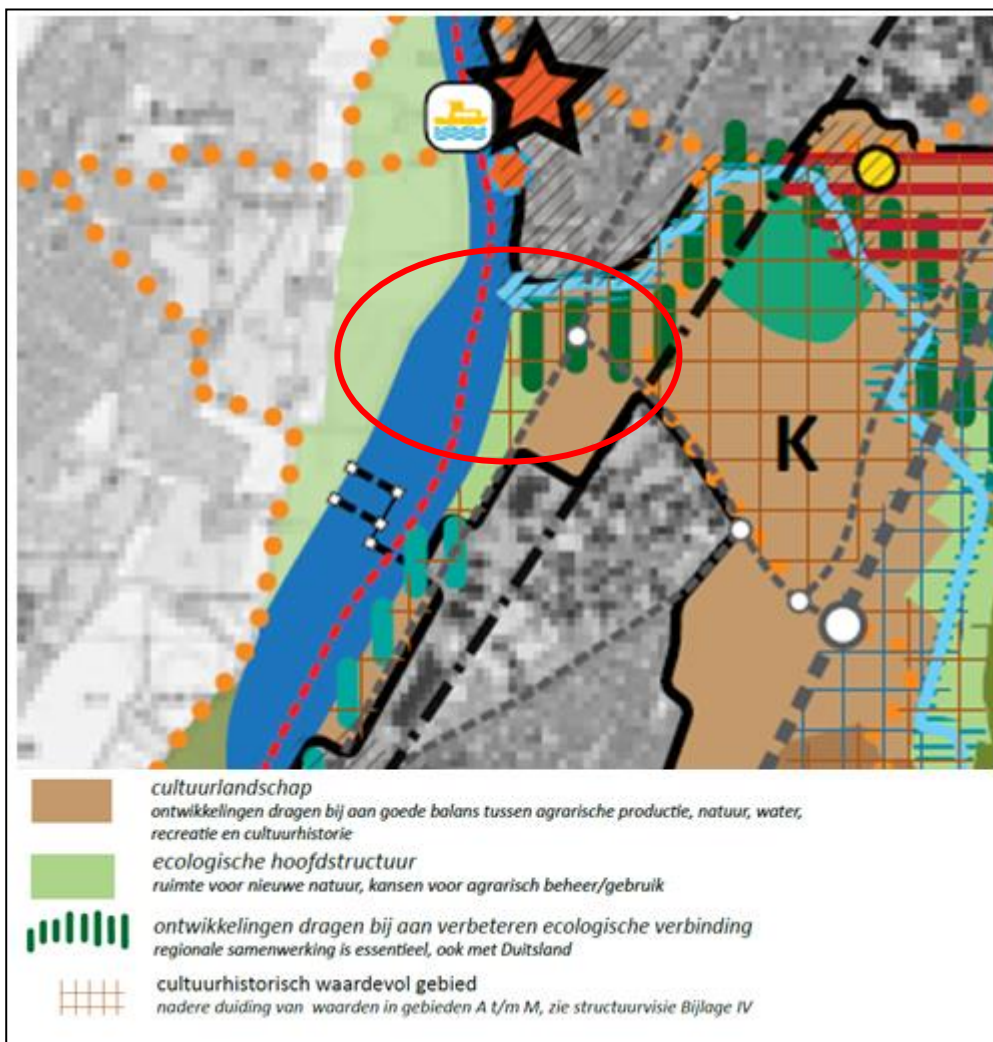 K
cultuurlandschap
ontwikkelingen dragen bij aan goede balans tussen agrarische productie, natuur, water,
recreatie en cultuurhistorie
ecologische hoofdstructuur
ruimte voor nieuwe natuur, kansen voor agrarisch beheer/gebruik
ontwikkelingen dragen bij aan verbeteren ecologische verbinding
regionale samenwerking is essentieel, ook met Duitsland
cultuurhistorisch waardevol gebied
nadere duiding van waarden in gebieden A t/m M, zie structuurvisie Bijlage IV